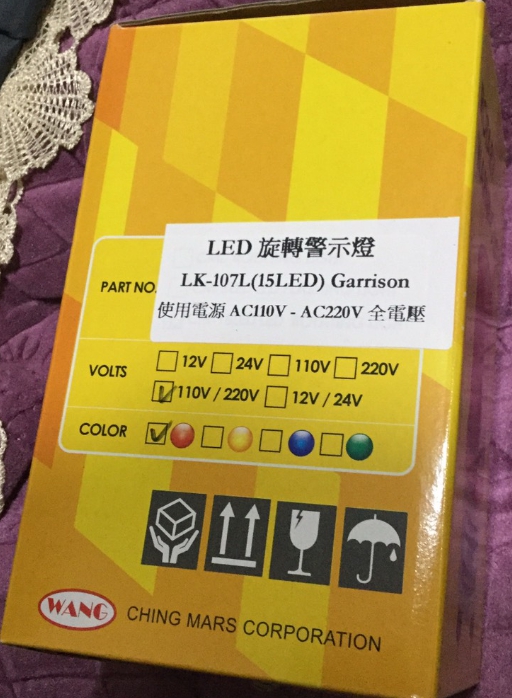 LED 旋轉警示燈
PART NO. LK-107L(15LED) Garrison
使用電源 AC110V - AC220V 全電壓
VOLTS 12V 24V 110V 220V
110V / 220V 12V / 24V
COLOR
WANG CHING MARS CORPORATION